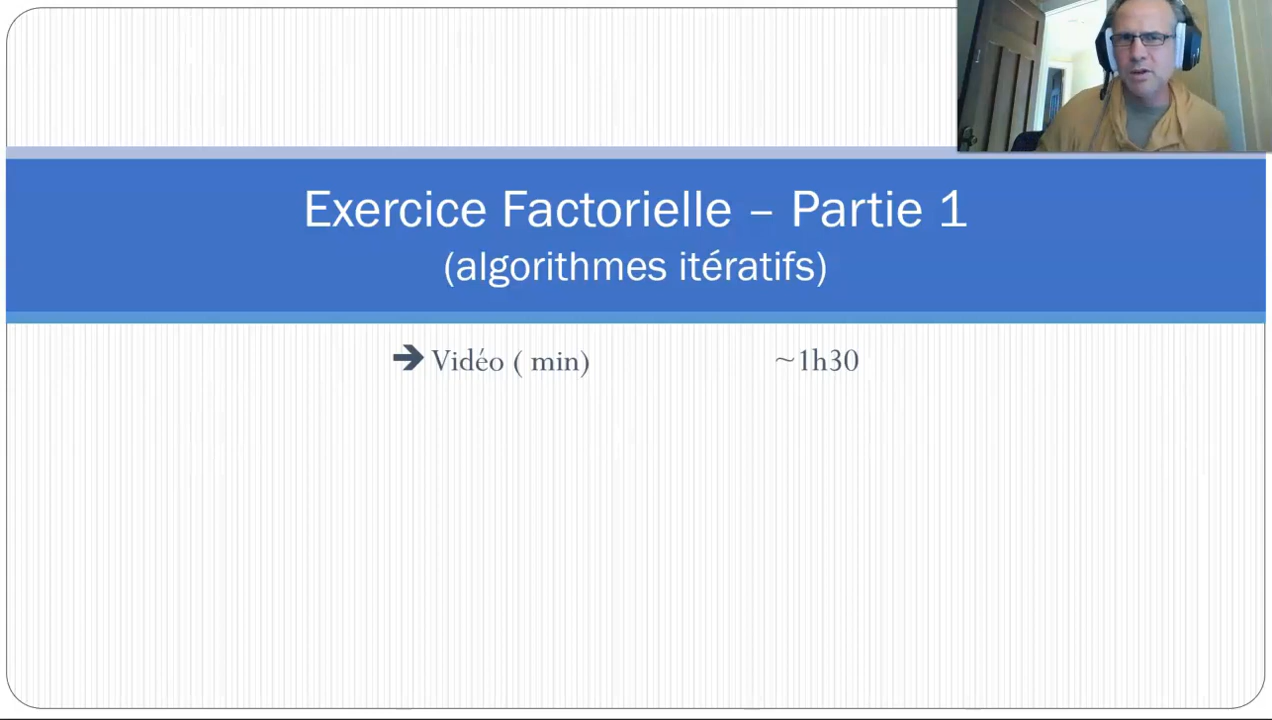 Exercice Factorielle – Partie 1
(algorithmes itératifs)
➔ Vidéo ( min) ~1h30